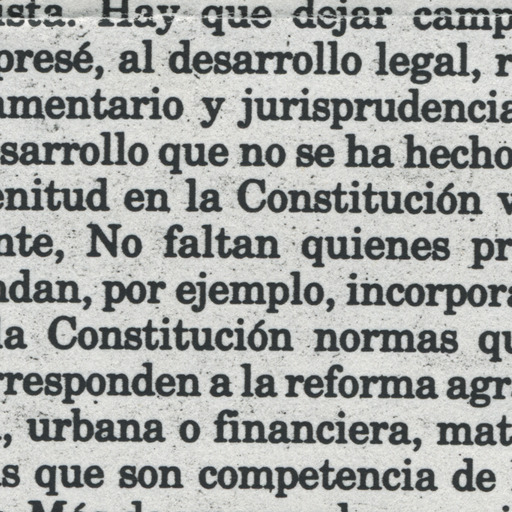 ista. Hay que dejar camp
presé, al desarrollo legal, r
amentario y jurisprudencia
sarrollo que no se ha hecho
enitud en la Constitución v
nte, No faltan quienes pr
ndan, por ejemplo, incorpora
la Constitución normas qu
rresponden a la reforma agr
, urbana o financiera, mat
s que son competencia de